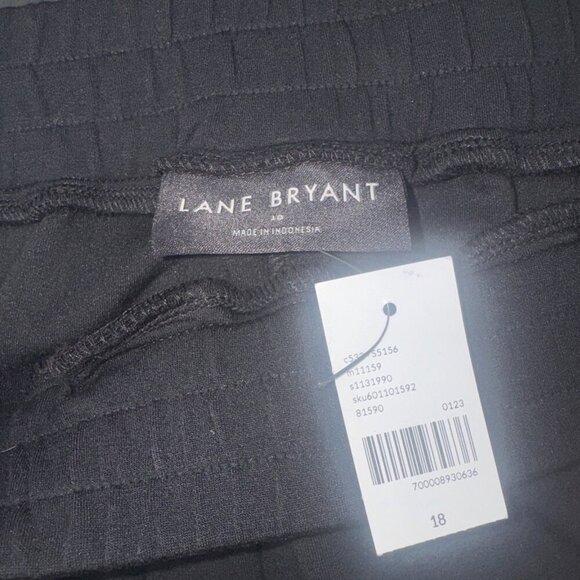 LANE BRYANT
18
MADE IN INDONESIA
m11159
s1131990
sku601101592
81590 0123
700008930636
18